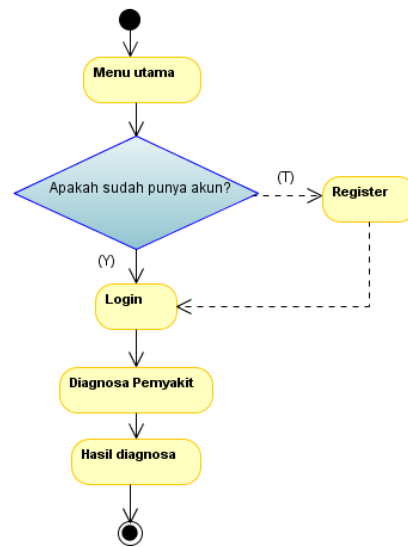 Menu utama
Apakah sudah punya akun?
(T)
Register
(Y)
Login
Diagnosa Pemyakit
Hasil diagnosa